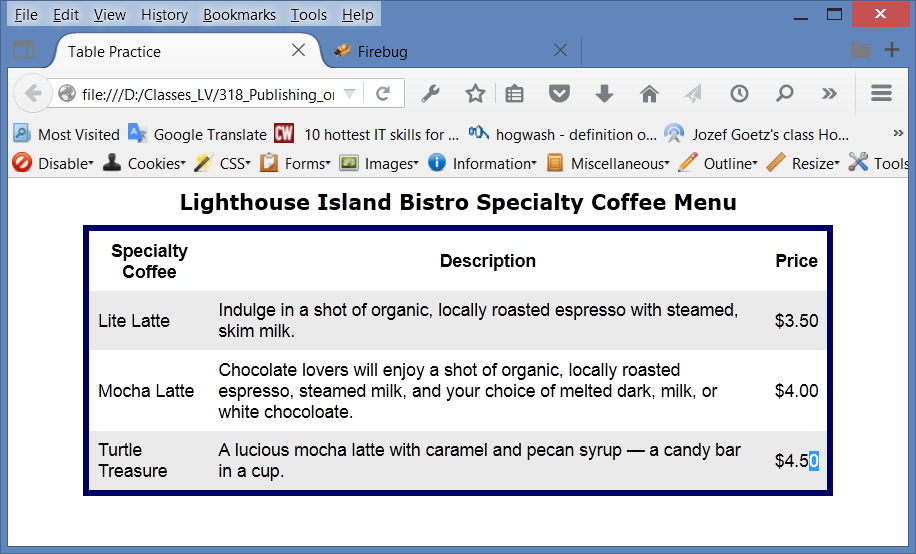 File Edit View History Bookmarks Tools Help
Table Practice
Firebug
file:///D:/Classes_LV/318_Publishing_or
Most Visited Google Translate CW 10 hottest IT skills for ... hogwash - definition o... Jozef Goetz's class Ho... »
Disable Cookies CSS Forms Images Information Miscellaneous Outline Resize Tools
Lighthouse Island Bistro Specialty Coffee Menu
Specialty
Coffee
Description
Price
Lite Latte
Indulge in a shot of organic, locally roasted espresso with steamed,
skim milk.
$3.50
Mocha Latte
Chocolate lovers will enjoy a shot of organic, locally roasted
espresso, steamed milk, and your choice of melted dark, milk, or
white chocoloate.
$4.00
Turtle
Treasure
A lucious mocha latte with caramel and pecan syrup — a candy bar
in a cup.
$4.50